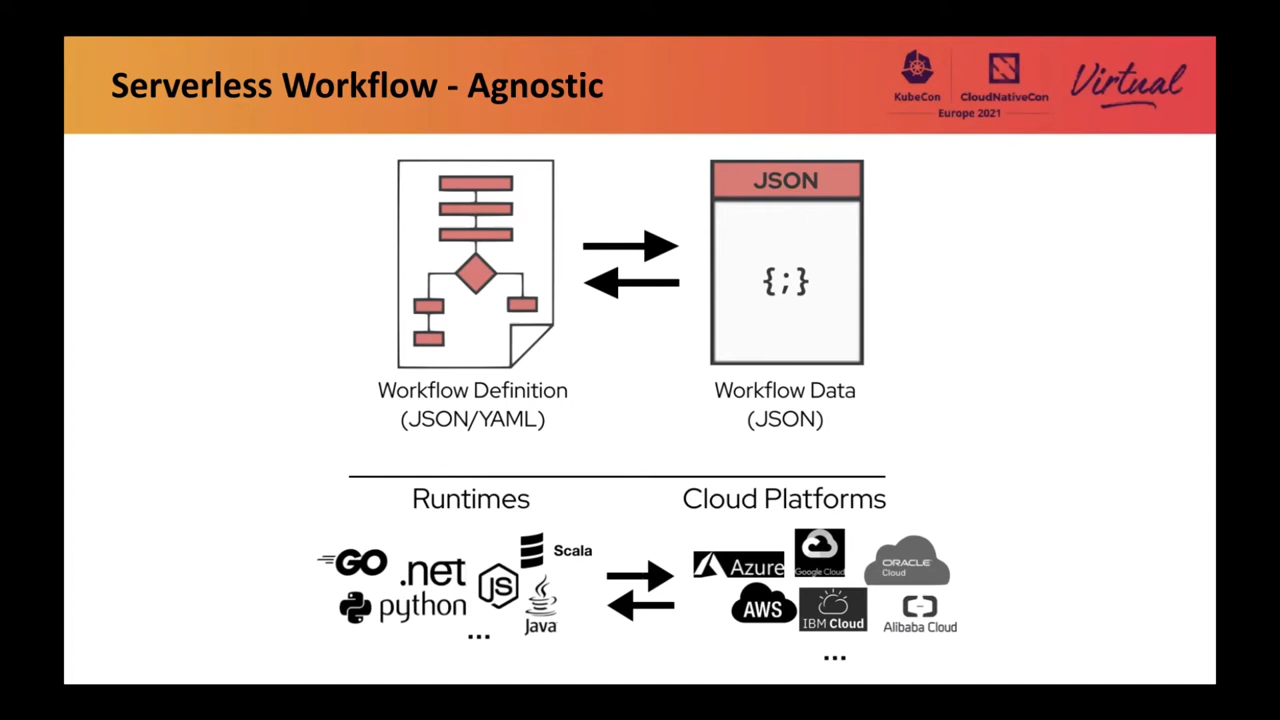 Serverless Workflow - Agnostic
KubeCon
CloudNativeCon
Europe 2021
Virtual
JSON
{;}
Workflow Definition
(JSON/YAML)
Workflow Data
(JSON)
Runtimes
Cloud Platforms
GO
.net
python
JS
Scala
Java
...
Azure
Google Cloud
ORACLE
Cloud
AWS
IBM Cloud
Alibaba Cloud
...